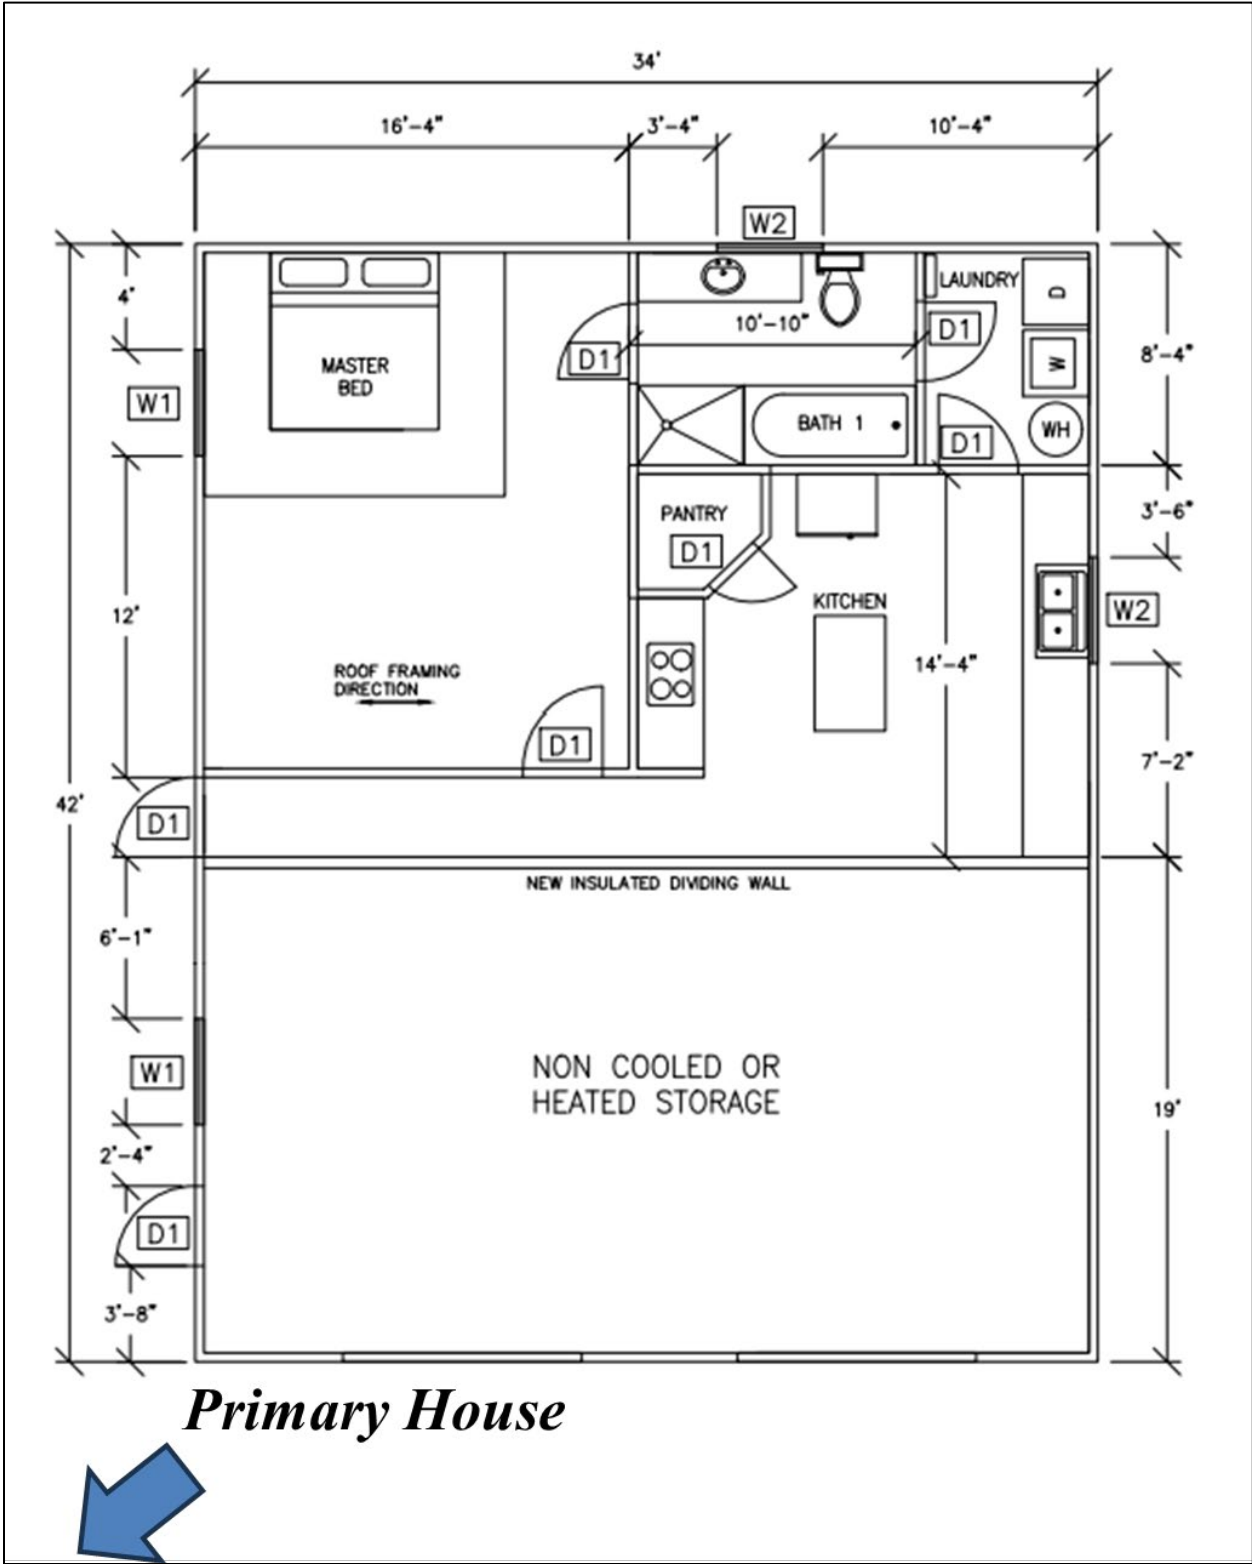 34'
16'-4"
3'-4"
10'-4"
W2
4'
LAUNDRY
D
10'-10"
D1
D1
8'-4"
MASTER
BED
W
W1
BATH 1
WH
D1
PANTRY
3'-6"
D1
KITCHEN
W2
12'
14'-4"
ROOF FRAMING
DIRECTION
D1
7'-2"
42'
D1
NEW INSULATED DIVIDING WALL
6'-1"
NON COOLED OR
HEATED STORAGE
W1
19'
2'-4"
D1
3'-8"
Primary House